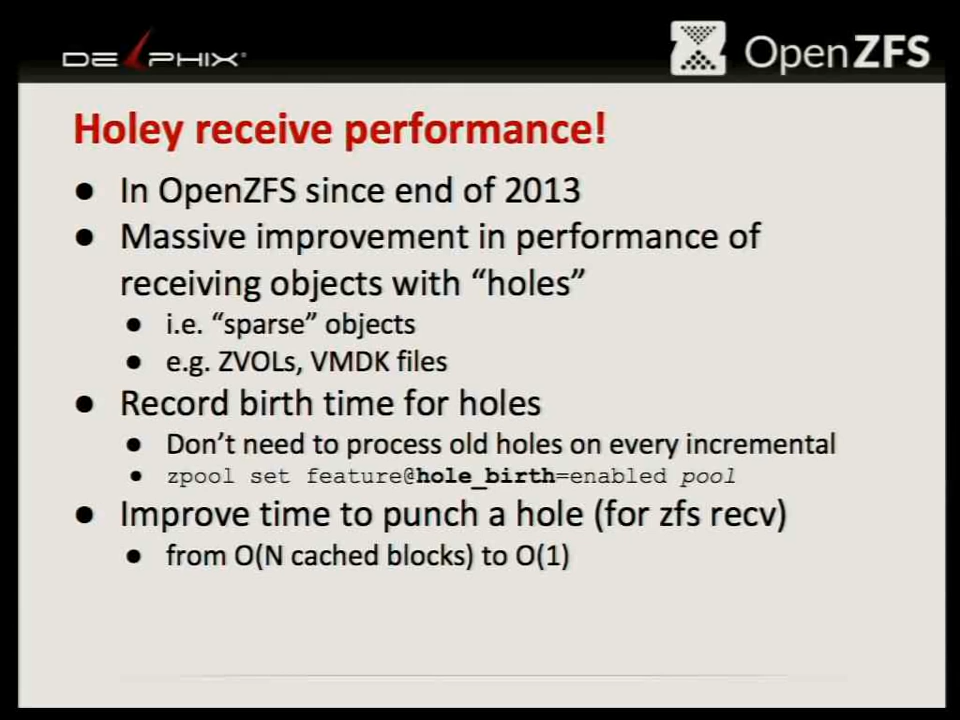 DELPHIX®
OpenZFS
Holey receive performance!
● In OpenZFS since end of 2013
● Massive improvement in performance of
receiving objects with “holes”
● i.e. “sparse” objects
● e.g. ZVOLs, VMDK files
● Record birth time for holes
● Don’t need to process old holes on every incremental
● zpool set feature@hole_birth=enabled pool
● Improve time to punch a hole (for zfs recv)
● from O(N cached blocks) to O(1)